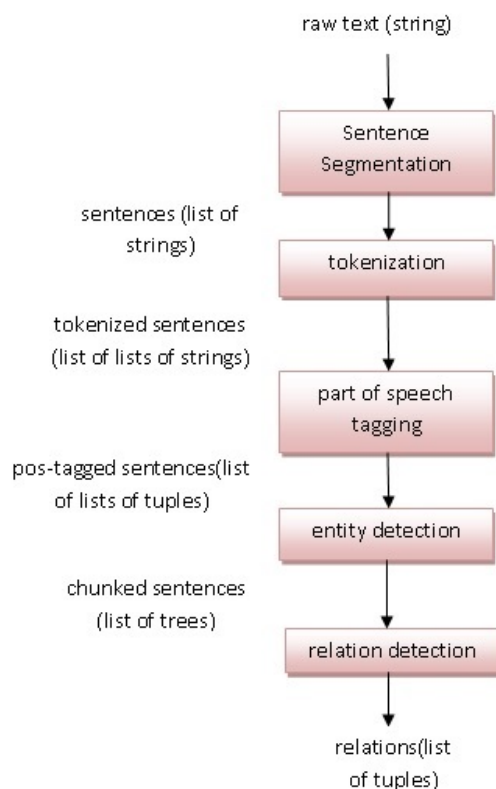 raw text (string)
Sentence
Segmentation
sentences (list of
strings)
tokenization
tokenized sentences
(list of lists of strings)
part of speech
tagging
pos-tagged sentences(list
of lists of tuples)
entity detection
chunked sentences
(list of trees)
relation detection
relations(list
of tuples)